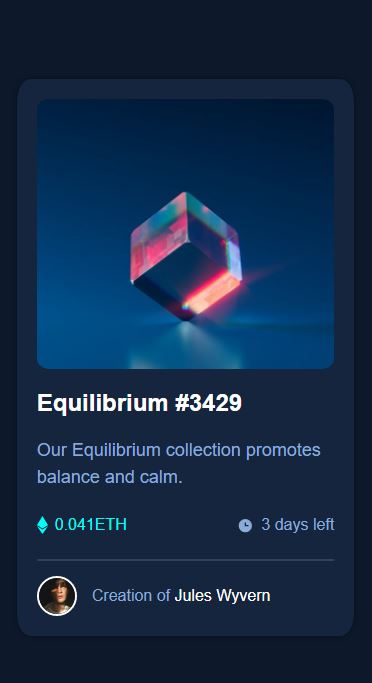 Equilibrium #3429
Our Equilibrium collection promotes
balance and calm.
0.041ETH
3 days left
Creation of Jules Wyvern